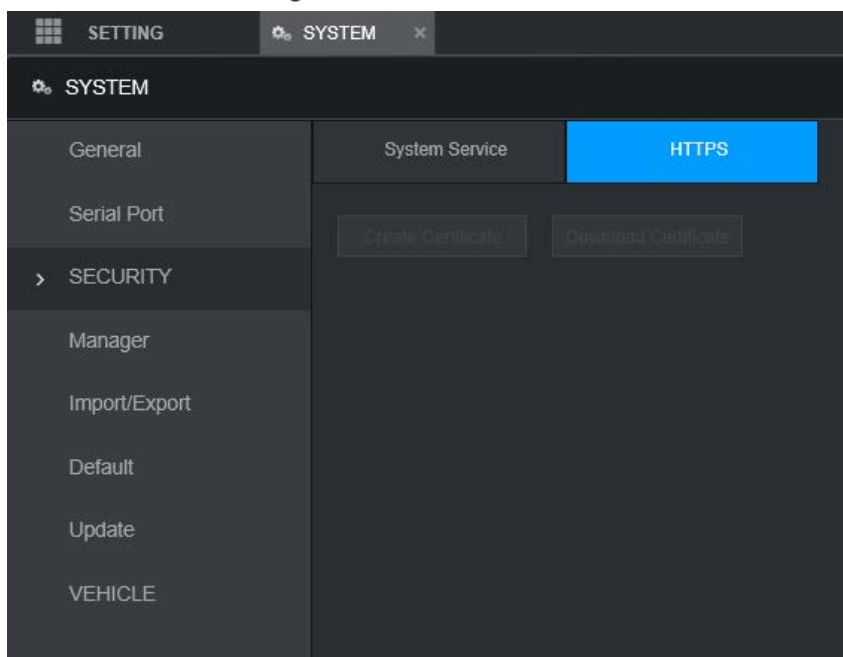 SETTING
SYSTEM
SYSTEM
General
System Service
HTTPS
Serial Port
Create Certificate
Download Certificate
SECURITY
Manager
Import/Export
Default
Update
VEHICLE